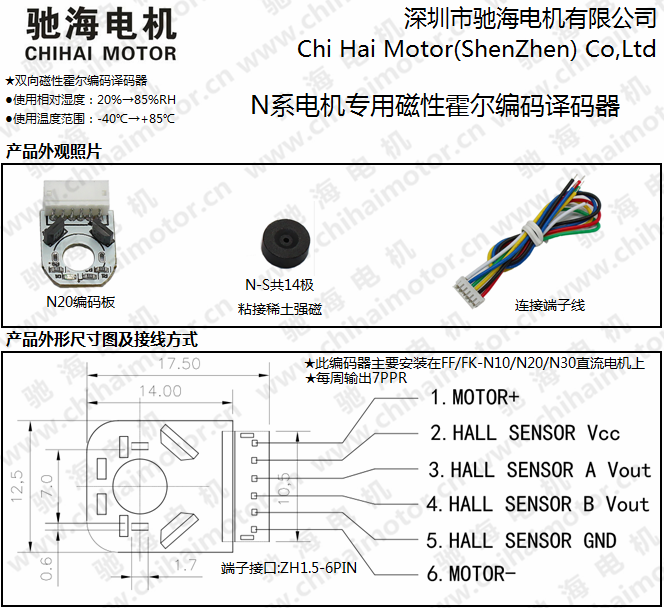 驰海电机
CHIHAI MOTOR
深圳市驰海电机有限公司
Chi Hai Motor(ShenZhen) Co,Ltd
★双向磁性霍尔编码译码器
●使用相对湿度：20%→85%RH
●使用温度范围：-40℃→+85℃
N系电机专用磁性霍尔编码译码器
产品外观照片
N20编码板
N-S共14极
粘接稀土强磁
连接端子线
产品外形尺寸图及接线方式
17.50
14.00
★此编码器主要安装在FF/FK-N10/N20/N30直流电机上
★每周输出7PPR
1. MOTOR+
2. HALL SENSOR Vcc
3. HALL SENSOR A Vout
4. HALL SENSOR B Vout
5. HALL SENSOR GND
6. MOTOR-
12,5
7.0
0.6
1.7
10,5
端子接口:ZH1.5-6PIN
驰海电机
www.chihaimotor.cn